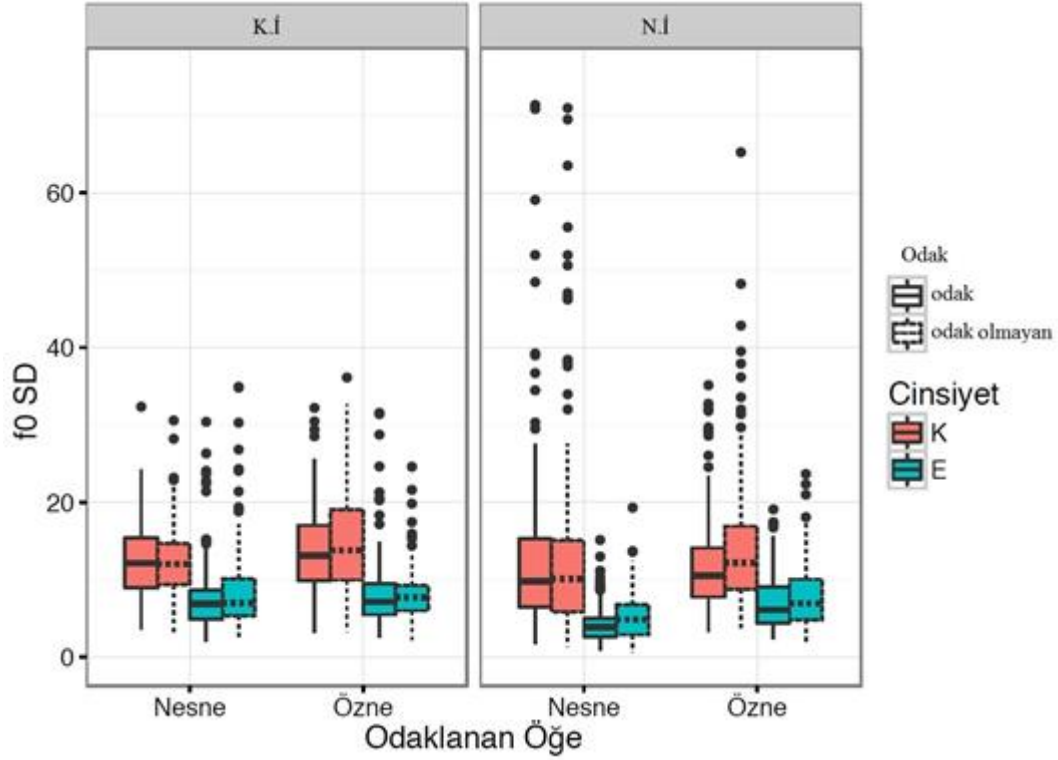 K.İ
N.İ
f0 SD
60
40
20
0
Nesne
Özne
Nesne
Özne
Odaklanan Öğe
Odak
odak
odak olmayan
Cinsiyet
K
E